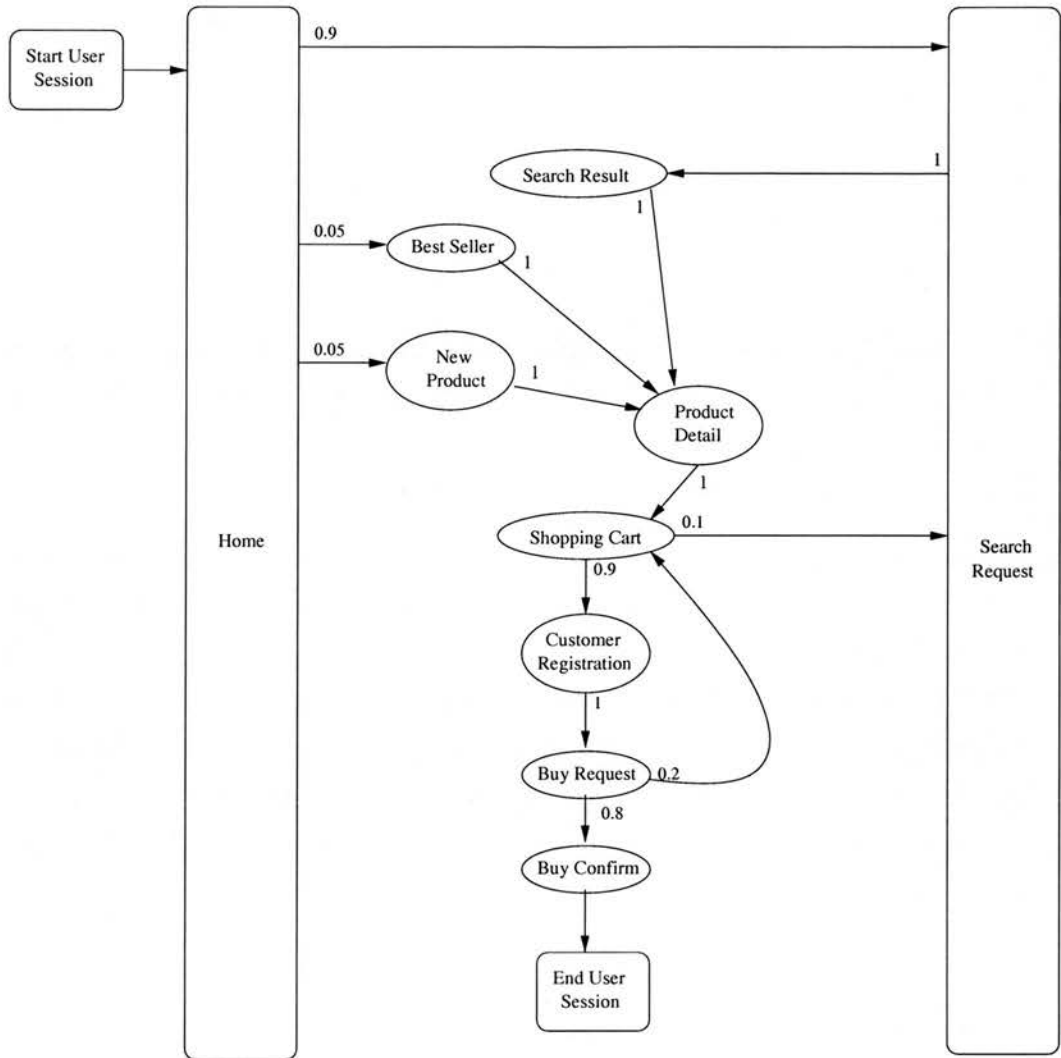 0.9
Start User
Session
1
Search Result
1
0.05
Best Seller
1
0.05
New
Product
1
Product
Detail
1
Home
Shopping Cart
0.1
Search
Request
0.9
Customer
Registration
1
Buy Request
0.2
0.8
Buy Confirm
End User
Session